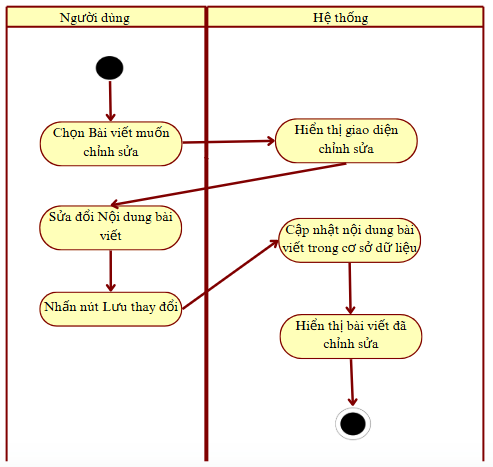 Người dùng
Hệ thống
Chọn Bài viết muốn
chỉnh sửa
Hiển thị giao diện
chỉnh sửa
Sửa đổi Nội dung bài
viết
Cập nhật nội dung bài
viết trong cơ sở dữ liệu
Nhấn nút Lưu thay đổi
Hiển thị bài viết đã
chỉnh sửa